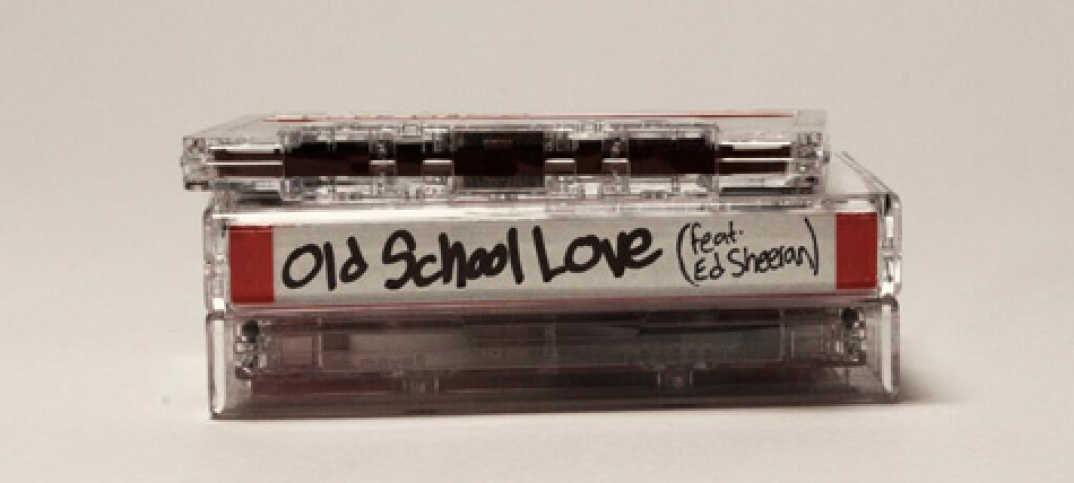 Old School Love (feat.
Ed Sheeran)